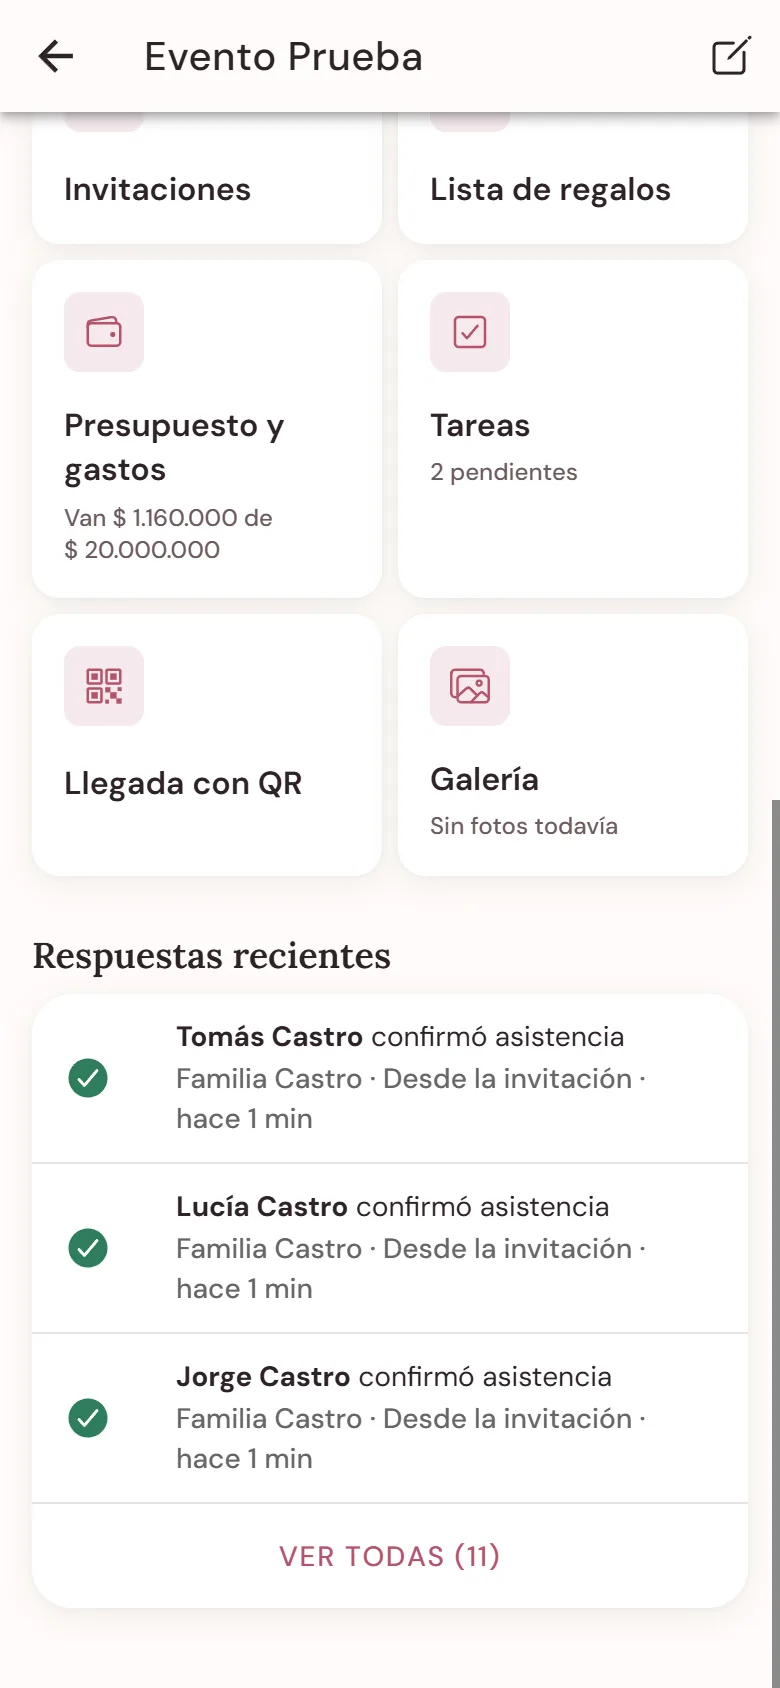 Evento Prueba
Invitaciones
Lista de regalos
Presupuesto y
gastos
Van $ 1.160.000 de
$ 20.000.000
Tareas
2 pendientes
Llegada con QR
Galería
Sin fotos todavía
Respuestas recientes
Tomás Castro confirmó asistencia
Familia Castro · Desde la invitación ·
hace 1 min
Lucía Castro confirmó asistencia
Familia Castro · Desde la invitación ·
hace 1 min
Jorge Castro confirmó asistencia
Familia Castro · Desde la invitación ·
hace 1 min
VER TODAS (11)